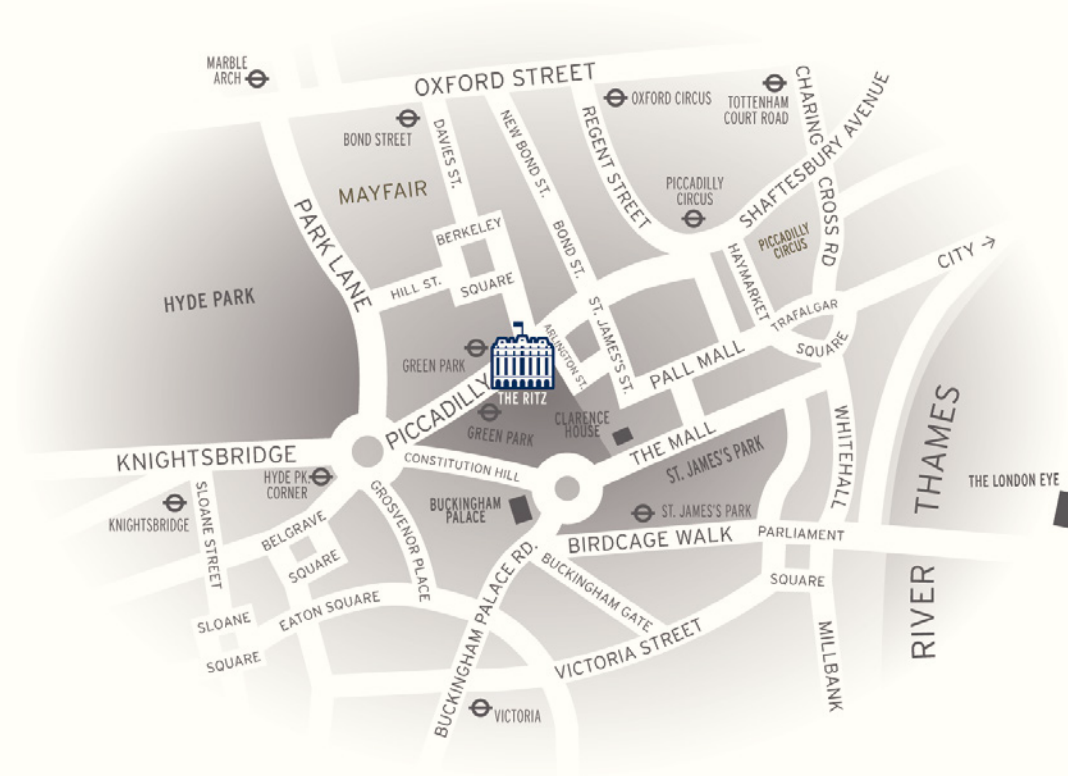 MARBLE
ARCH
OXFORD STREET
OXFORD CIRCUS
TOTTENHAM
COURT ROAD
CHARING
CROSS RD
SHAFTESBURY AVENUE
BOND STREET
DAVIES ST.
NEW BOND ST.
BOND ST.
REGENT STREET
MAYFAIR
PICCADILLY
CIRCUS
PICCADILLY
CIRCUS
PARK LANE
BERKELEY
SQUARE
HILL ST.
HAYMARKET
CITY →
HYDE PARK
TRAFALGAR
SQUARE
ST. JAMES'S ST.
ARLINGTON ST.
GREEN PARK
PALL MALL
PICCADILLY
THE RITZ
GREEN PARK
CLARENCE
HOUSE
THE MALL
ST. JAMES'S PARK
WHITEHALL
RIVER THAMES
THE LONDON EYE
KNIGHTSBRIDGE
HYDE PK.
CORNER
CONSTITUTION HILL
KNIGHTSBRIDGE
SLOANE STREET
GROSVENOR PLACE
BUCKINGHAM
PALACE
ST. JAMES'S PARK
BELGRAVE
SQUARE
BIRDCAGE WALK
PARLIAMENT
SQUARE
BUCKINGHAM PALACE RD.
BUCKINGHAM GATE
EATON SQUARE
SLOANE
SQUARE
VICTORIA STREET
MILLBANK
VICTORIA